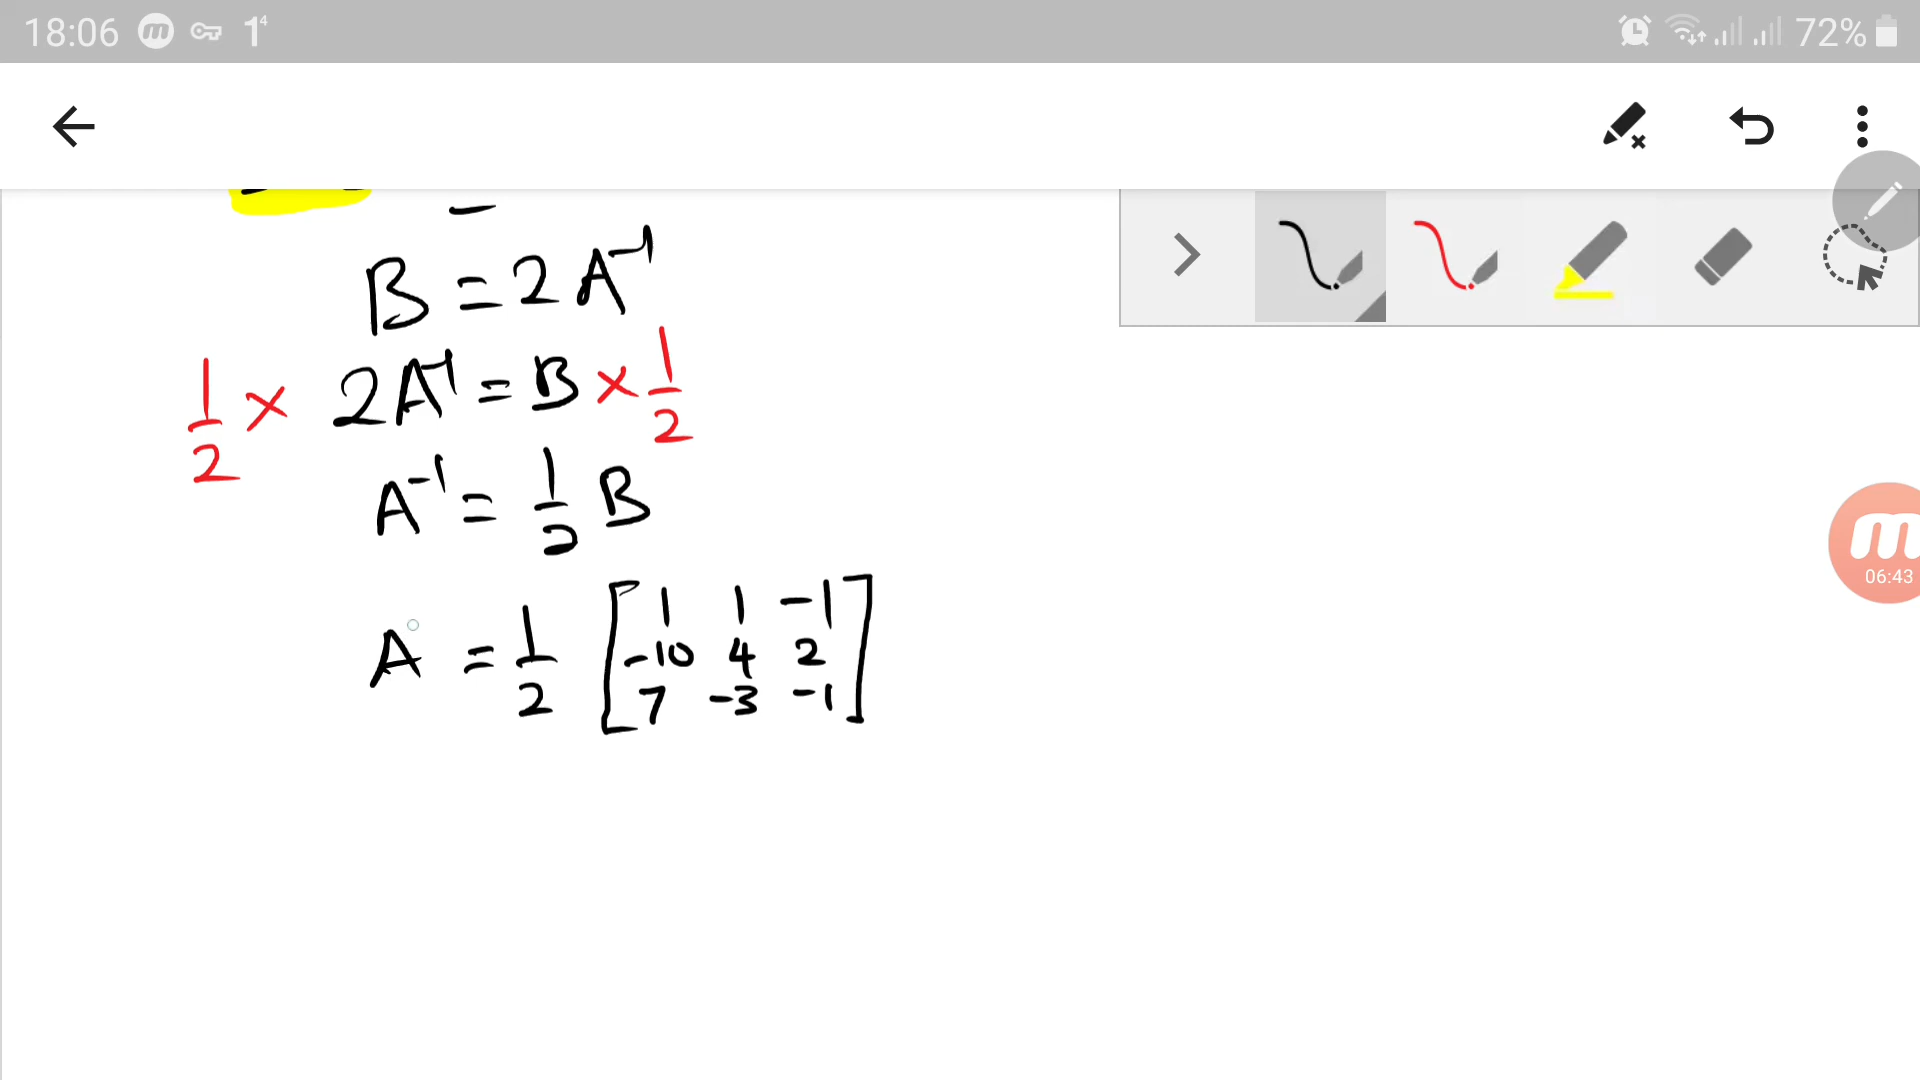 18:06 m 1⁴ 72%
B = 2A⁻¹
1/2 × 2A⁻¹ = B × 1/2
A⁻¹ = 1/2 B
A = 1/2 [1 1 -1
-10 4 2
7 -3 -1]
m
06:43